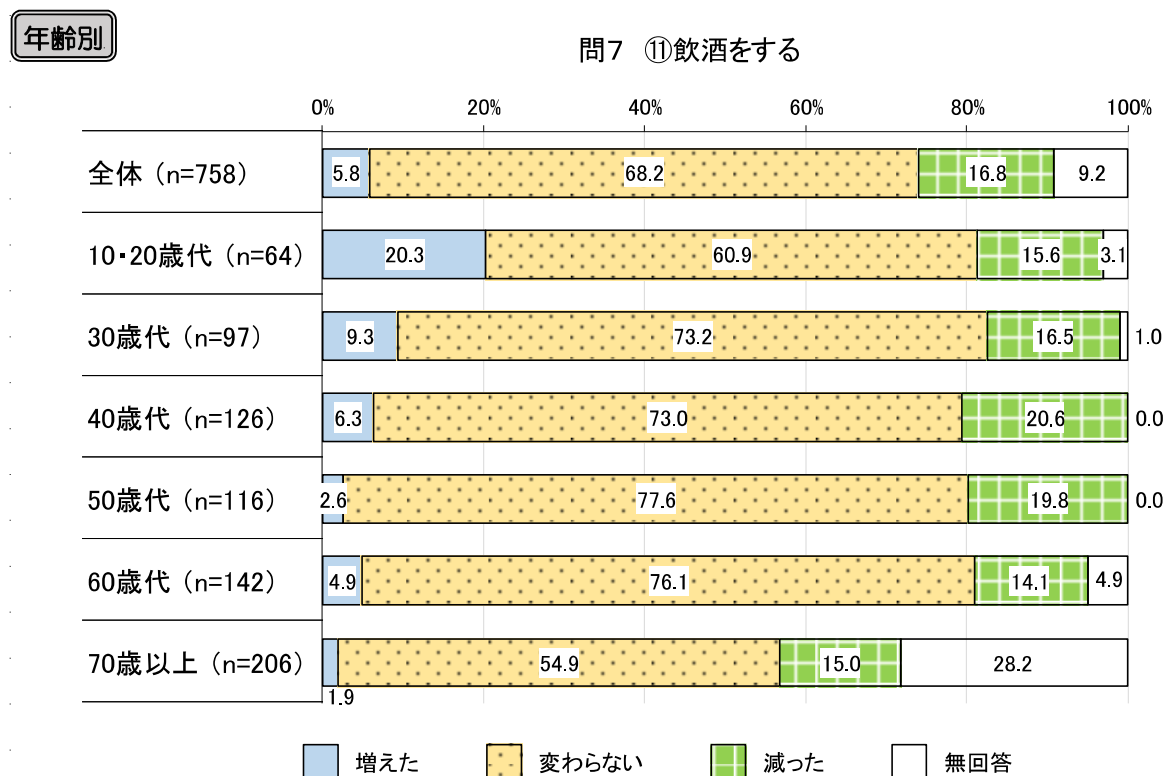 年齢別
問7　⑪飲酒をする
0% 20% 40% 60% 80% 100%
全体（n=758） 5.8 68.2 16.8 9.2
10・20歳代（n=64） 20.3 60.9 15.6 3.1
30歳代（n=97） 9.3 73.2 16.5 1.0
40歳代（n=126） 6.3 73.0 20.6 0.0
50歳代（n=116） 2.6 77.6 19.8 0.0
60歳代（n=142） 4.9 76.1 14.1 4.9
70歳以上（n=206） 1.9 54.9 15.0 28.2
増えた 変わらない 減った 無回答